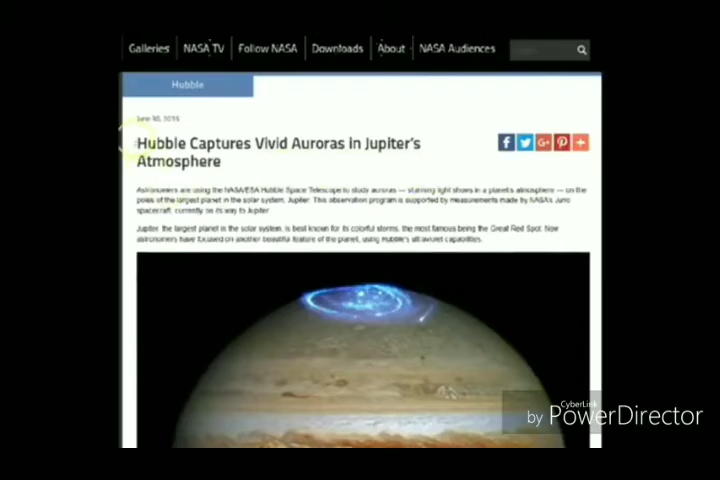 Galleries NASA TV Follow NASA Downloads About NASA Audiences
Hubble
June 30, 2016
Hubble Captures Vivid Auroras in Jupiter's
Atmosphere
Astronomers are using the NASA/ESA Hubble Space Telescope to study auroras — stunning light shows in a planet's atmosphere — on the
poles of the largest planet in the solar system, Jupiter. This observation program is supported by measurements made by NASA's Juno
spacecraft, currently on its way to Jupiter.
Jupiter, the largest planet in the solar system, is best known for its colorful storms, the most famous being the Great Red Spot. Now
astronomers have focused on another beautiful feature of the planet, using Hubble's ultraviolet capabilities.
CyberLink
by PowerDirector